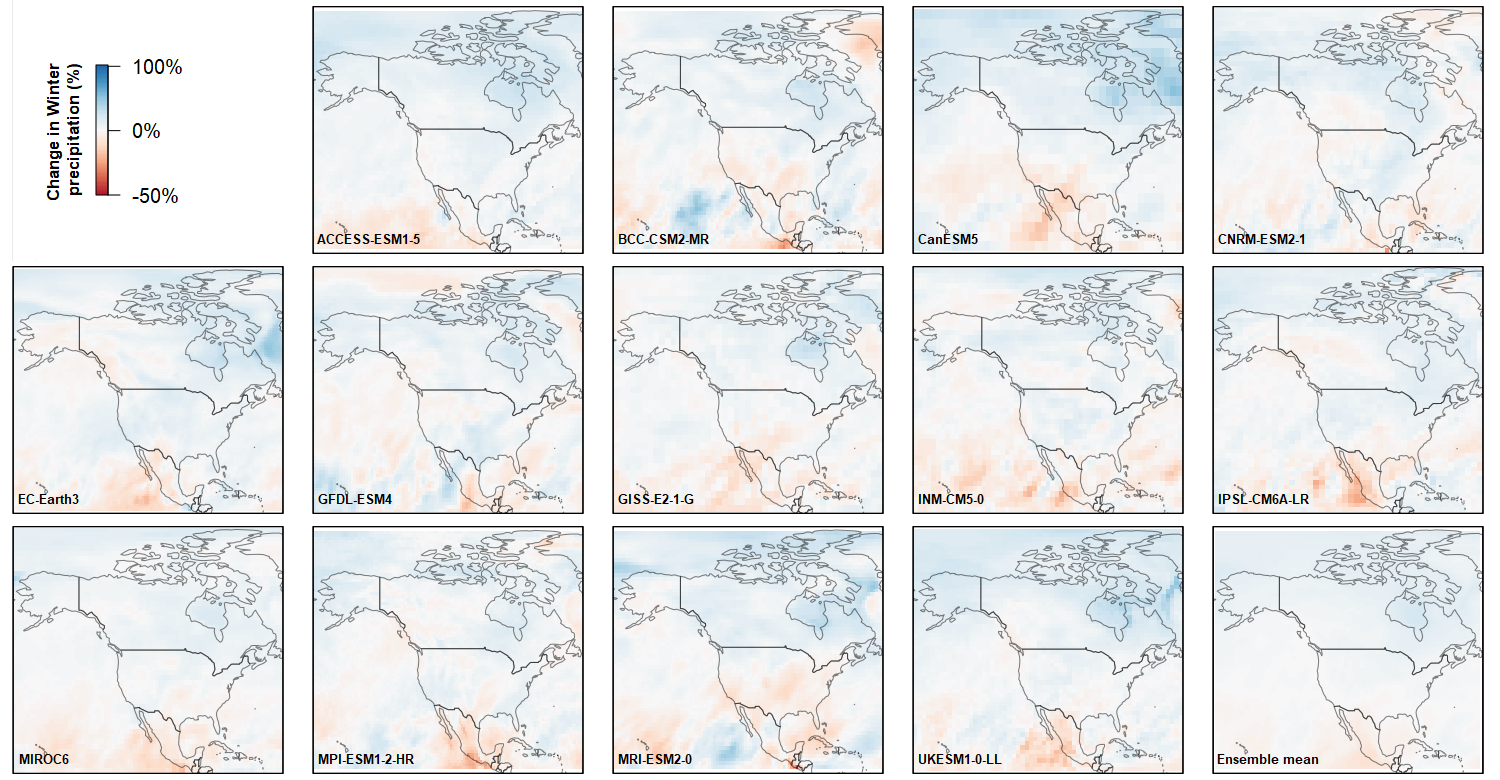 Change in Winter
precipitation (%)
100%
0%
-50%
ACCESS-ESM1-5
BCC-CSM2-MR
CanESM5
CNRM-ESM2-1
EC-Earth3
GFDL-ESM4
GISS-E2-1-G
INM-CM5-0
IPSL-CM6A-LR
MIROC6
MPI-ESM1-2-HR
MRI-ESM2-0
UKESM1-0-LL
Ensemble mean